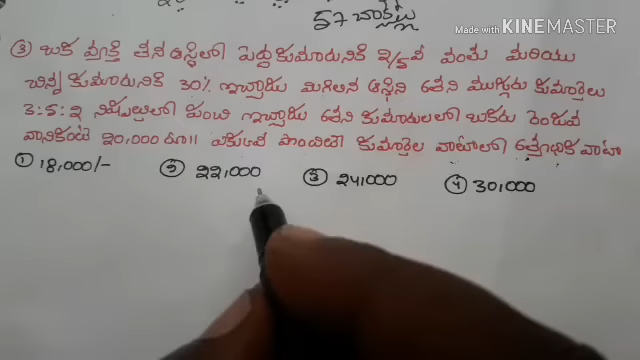 57 చాక్లెట్లు
Made with KINEMASTER
③ ఒక వ్యక్తి తన ఆస్థిలో పెద్ద కుమారునికి 2/5వ వంతు మరియు
చిన్న కుమారునికి 30% ఇచ్చాడు మిగిలిన ఆస్థిని తన ముగ్గురు కుమార్తెలు
3:5:2 నిష్పత్తిలో పంచి ఇచ్చాడు తన కుమారులలో ఒకరు రెండవ
వానికంటే 20,000 రూ॥ ఎక్కువ పొందితే కుమార్తెల వాటాలో అత్యధిక వాటా
① 18,000/- ② 22,000 ③ 24,000 ④ 30,000